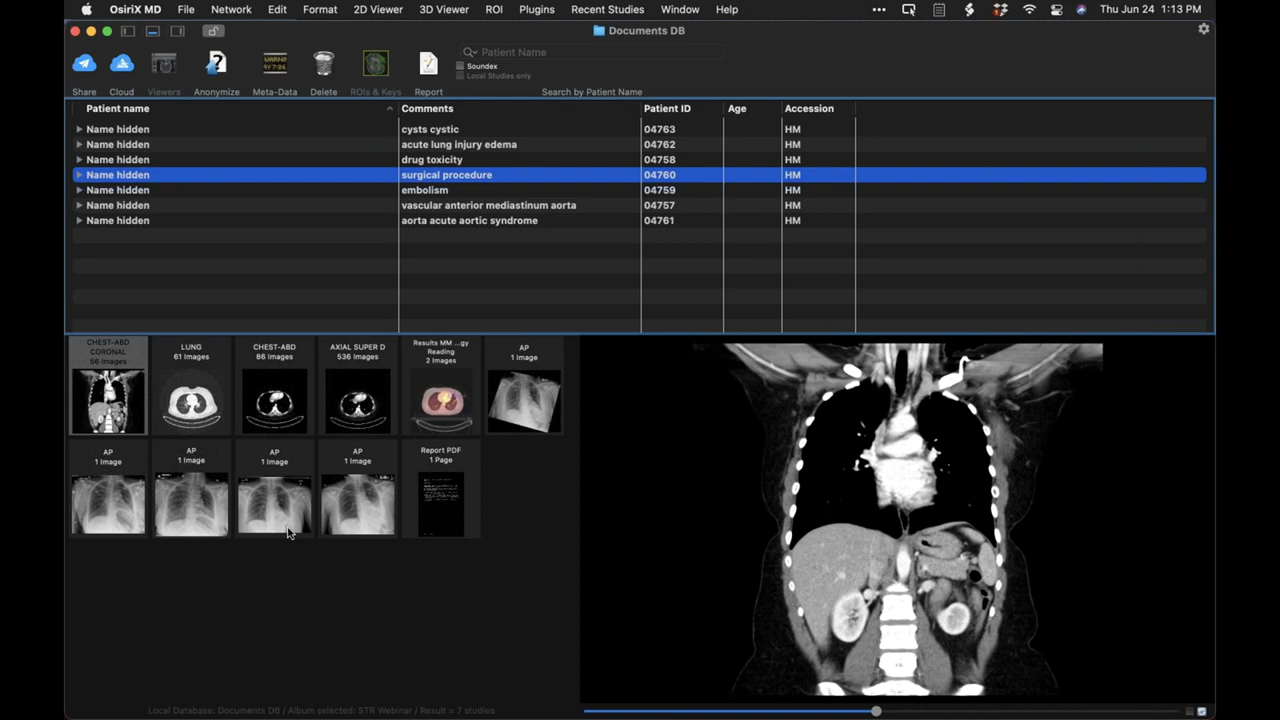 OsiriX MD File Network Edit Format 2D Viewer 3D Viewer ROI Plugins Recent Studies Window Help Thu Jun 24 1:13 PM
Documents DB
Patient Name
Soundex
Local Studies only
Share Cloud Viewers Anonymize Meta-Data Delete ROIs & Keys Report Search by Patient Name
Patient name Comments Patient ID Age Accession
Name hidden cysts cystic 04763 HM
Name hidden acute lung injury edema 04762 HM
Name hidden drug toxicity 04758 HM
Name hidden surgical procedure 04760 HM
Name hidden embolism 04759 HM
Name hidden vascular anterior mediastinum aorta 04757 HM
Name hidden aorta acute aortic syndrome 04761 HM
CHEST-ABD
CORONAL
56 Images
LUNG
61 Images
CHEST-ABD
86 Images
AXIAL SUPER D
536 Images
Results MM ...gy
Reading
2 Images
AP
1 Image
AP
1 Image
AP
1 Image
AP
1 Image
AP
1 Image
Report PDF
1 Page
Local Database: Documents DB / Album selected: STR Webinar / Result = 7 studies